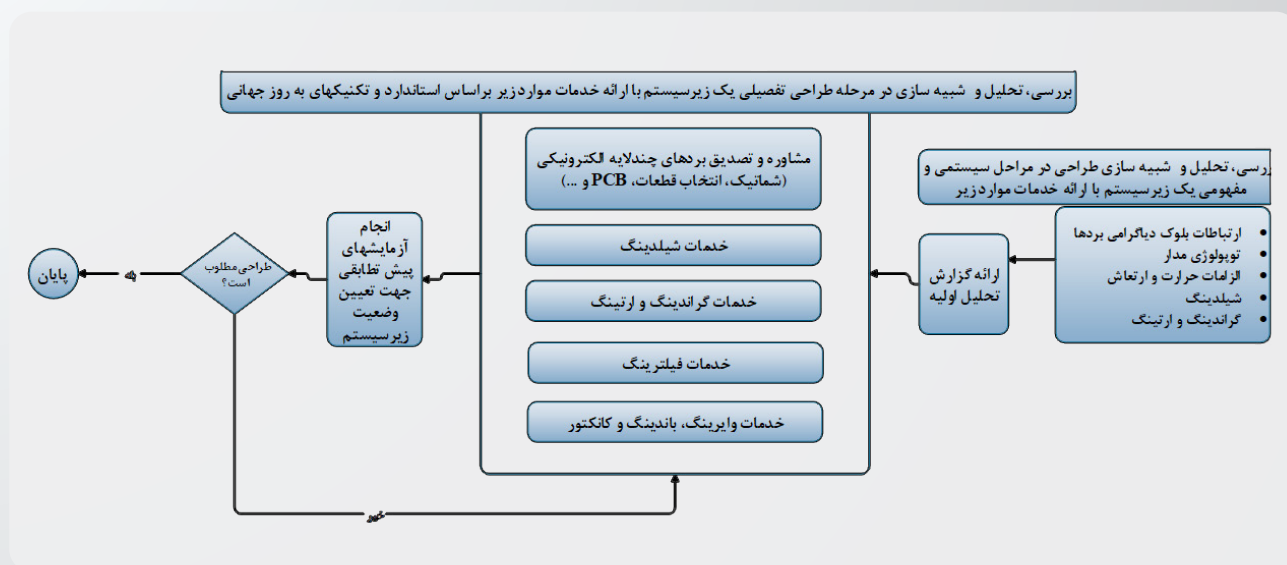 بررسی، تحلیل و شبیه سازی در مرحله طراحی تفصیلی یک زیرسیستم با ارائه خدمات موارد زیر براساس استاندارد و تکنیکهای به روز جهانی
بررسی، تحلیل و شبیه سازی طراحی در مراحل سیستمی و
مفهومی یک زیرسیستم با ارائه خدمات موارد زیر
• ارتباطات بلوک دیاگرامی بردها
• توپولوژی مدار
• الزامات حرارت و ارتعاش
• شیلدینگ
• گراندینگ و ارتینگ
ارائه گزارش
تحلیل اولیه
مشاوره و تصدیق بردهای چندلایه الکترونیکی
(شماتیک، انتخاب قطعات، PCB و ...)
خدمات شیلدینگ
خدمات گراندینگ و ارتینگ
خدمات فیلترینگ
خدمات وایرینگ، باندینگ و کانکتور
انجام
آزمایشهای
پیش تطابقی
جهت تعیین
وضعیت
زیرسیستم
طراحی مطلوب
است؟
بله
پایان
خیر